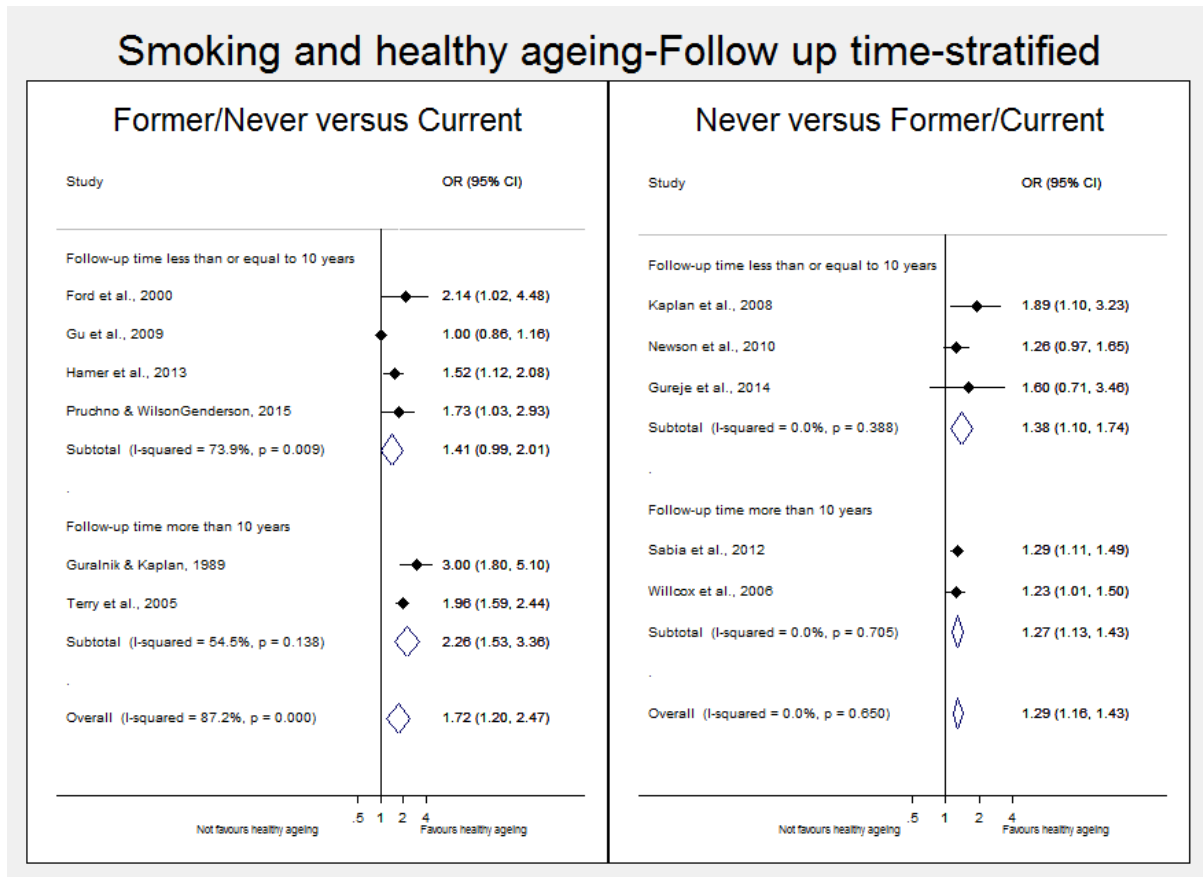 Smoking and healthy ageing-Follow up time-stratified
Former/Never versus Current
Study OR (95% CI)
Follow-up time less than or equal to 10 years
Ford et al., 2000 2.14 (1.02, 4.48)
Gu et al., 2009 1.00 (0.86, 1.16)
Hamer et al., 2013 1.52 (1.12, 2.08)
Pruchno & WilsonGenderson, 2015 1.73 (1.03, 2.93)
Subtotal (I-squared = 73.9%, p = 0.009) 1.41 (0.99, 2.01)
.
Follow-up time more than 10 years
Guralnik & Kaplan, 1989 3.00 (1.80, 5.10)
Terry et al., 2005 1.96 (1.59, 2.44)
Subtotal (I-squared = 54.5%, p = 0.138) 2.26 (1.53, 3.36)
.
Overall (I-squared = 87.2%, p = 0.000) 1.72 (1.20, 2.47)
.5 1 2 4
Not favours healthy ageing Favours healthy ageing
Never versus Former/Current
Study OR (95% CI)
Follow-up time less than or equal to 10 years
Kaplan et al., 2008 1.89 (1.10, 3.23)
Newson et al., 2010 1.26 (0.97, 1.65)
Gureje et al., 2014 1.60 (0.71, 3.46)
Subtotal (I-squared = 0.0%, p = 0.388) 1.38 (1.10, 1.74)
.
Follow-up time more than 10 years
Sabia et al., 2012 1.29 (1.11, 1.49)
Willcox et al., 2006 1.23 (1.01, 1.50)
Subtotal (I-squared = 0.0%, p = 0.705) 1.27 (1.13, 1.43)
.
Overall (I-squared = 0.0%, p = 0.650) 1.29 (1.16, 1.43)
.5 1 2 4
Not favours healthy ageing Favours healthy ageing